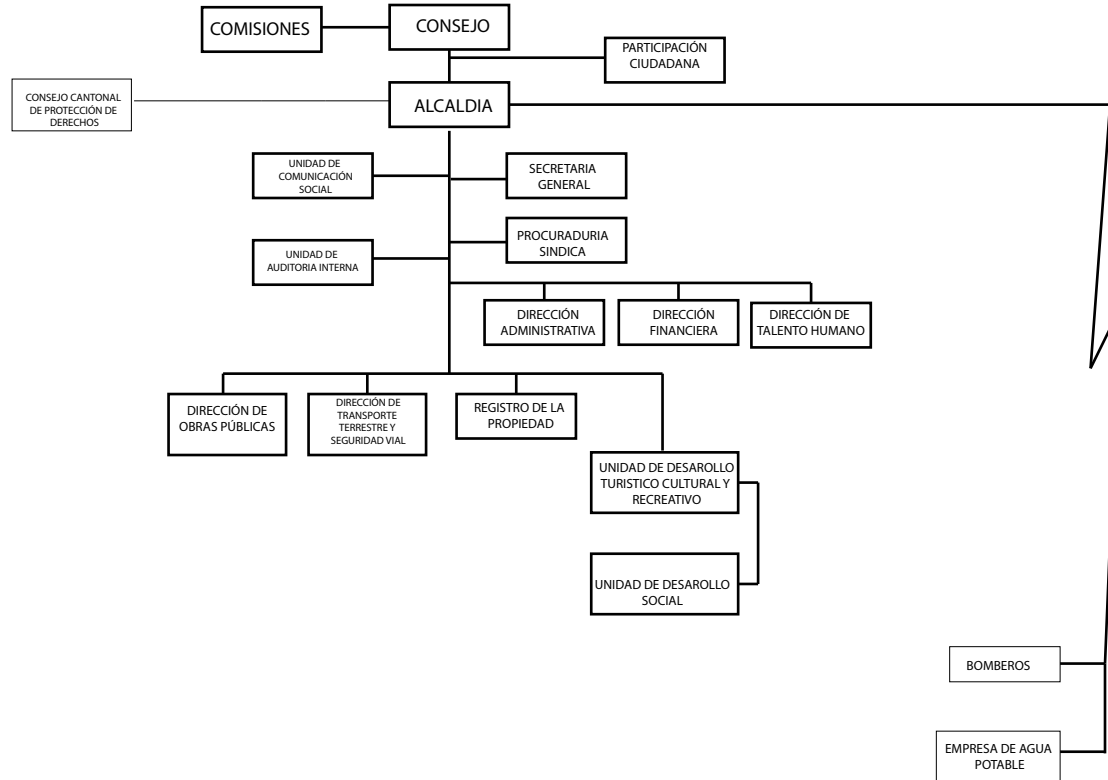 COMISIONES
CONSEJO
PARTICIPACIÓN
CIUDADANA
CONSEJO CANTONAL
DE PROTECCIÓN DE
DERECHOS
ALCALDIA
UNIDAD DE
COMUNICACIÓN
SOCIAL
SECRETARIA
GENERAL
UNIDAD DE
AUDITORIA INTERNA
PROCURADURIA
SINDICA
DIRECCIÓN
ADMINISTRATIVA
DIRECCIÓN
FINANCIERA
DIRECCIÓN DE
TALENTO HUMANO
DIRECCIÓN DE
OBRAS PÚBLICAS
DIRECCIÓN DE
TRANSPORTE
TERRESTRE Y
SEGURIDAD VIAL
REGISTRO DE LA
PROPIEDAD
UNIDAD DE DESAROLLO
TURISTICO CULTURAL Y
RECREATIVO
UNIDAD DE DESAROLLO
SOCIAL
BOMBEROS
EMPRESA DE AGUA
POTABLE